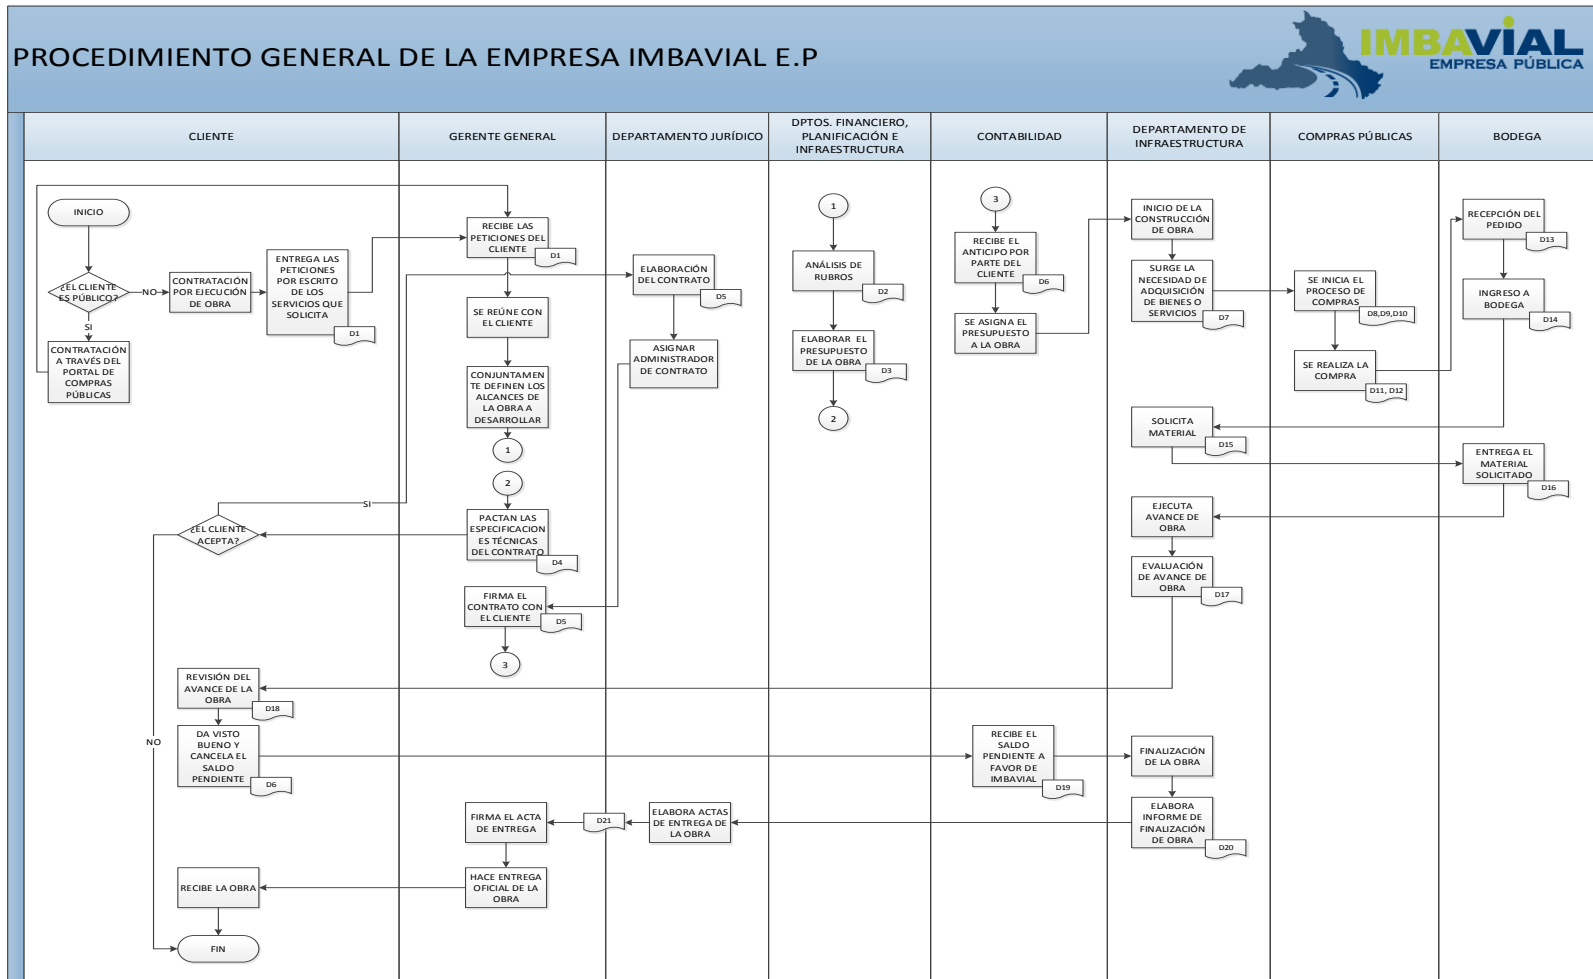 PROCEDIMIENTO GENERAL DE LA EMPRESA IMBAVIAL E.P
IMBAVIAL
EMPRESA PÚBLICA
CLIENTE
GERENTE GENERAL
DEPARTAMENTO JURÍDICO
DPTOS. FINANCIERO,
PLANIFICACIÓN E
INFRAESTRUCTURA
CONTABILIDAD
DEPARTAMENTO DE
INFRAESTRUCTURA
COMPRAS PÚBLICAS
BODEGA
INICIO
¿EL CLIENTE
ES PÚBLICO?
NO
SI
CONTRATACIÓN
POR EJECUCIÓN
DE OBRA
ENTREGA LAS
PETICIONES
POR ESCRITO
DE LOS
SERVICIOS QUE
SOLICITA
D1
CONTRATACIÓN
A TRAVÉS DEL
PORTAL DE
COMPRAS
PÚBLICAS
RECIBE LAS
PETICIONES DEL
CLIENTE
D1
SE REÚNE CON
EL CLIENTE
CONJUNTAME
NTE DEFINEN LOS
ALCANCES DE
LA OBRA A
DESARROLLAR
1
2
PACTAN LAS
ESPECIFICACION
ES TÉCNICAS
DEL CONTRATO
D4
¿EL CLIENTE
ACEPTA?
SI
NO
ELABORACIÓN
DEL CONTRATO
D5
ASIGNAR
ADMINISTRADOR
DE CONTRATO
FIRMA EL
CONTRATO CON
EL CLIENTE
D5
3
1
ANÁLISIS DE
RUBROS
D2
ELABORAR EL
PRESUPUESTO
DE LA OBRA
D3
2
3
RECIBE EL
ANTICIPO POR
PARTE DEL
CLIENTE
D6
SE ASIGNA EL
PRESUPUESTO
A LA OBRA
INICIO DE LA
CONSTRUCCIÓN
DE OBRA
SURGE LA
NECESIDAD DE
ADQUISICIÓN
DE BIENES O
SERVICIOS
D7
SE INICIA EL
PROCESO DE
COMPRAS
D8,D9,D10
SE REALIZA LA
COMPRA
D11, D12
RECEPCIÓN DEL
PEDIDO
D13
INGRESO A
BODEGA
D14
SOLICITA
MATERIAL
D15
ENTREGA EL
MATERIAL
SOLICITADO
D16
EJECUTA
AVANCE DE
OBRA
EVALUACIÓN
DE AVANCE DE
OBRA
D17
REVISIÓN DEL
AVANCE DE LA
OBRA
D18
DA VISTO
BUENO Y
CANCELA EL
SALDO
PENDIENTE
D6
RECIBE EL
SALDO
PENDIENTE A
FAVOR DE
IMBAVIAL
D19
FINALIZACIÓN
DE LA OBRA
ELABORA
INFORME DE
FINALIZACIÓN
DE OBRA
D20
ELABORA ACTAS
DE ENTREGA DE
LA OBRA
D21
FIRMA EL ACTA
DE ENTREGA
HACE ENTREGA
OFICIAL DE LA
OBRA
RECIBE LA OBRA
FIN